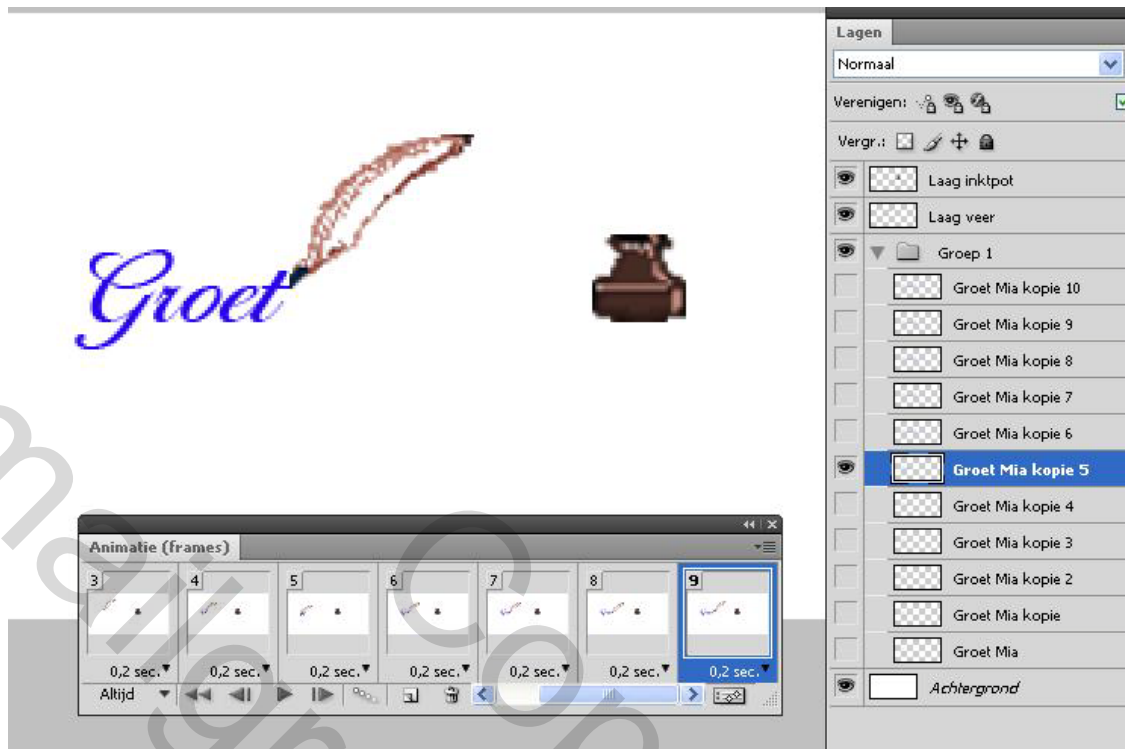 Lagen
Normaal
Verenigen:
Vergr.:
Laag inktpot
Laag veer
Groep 1
Groet Mia kopie 10
Groet Mia kopie 9
Groet Mia kopie 8
Groet Mia kopie 7
Groet Mia kopie 6
Groet Mia kopie 5
Groet Mia kopie 4
Groet Mia kopie 3
Groet Mia kopie 2
Groet Mia kopie
Groet Mia
Achtergrond
Groet
Animatie (frames)
3 4 5 6 7 8 9
0,2 sec. 0,2 sec. 0,2 sec. 0,2 sec. 0,2 sec. 0,2 sec. 0,2 sec.
Altijd